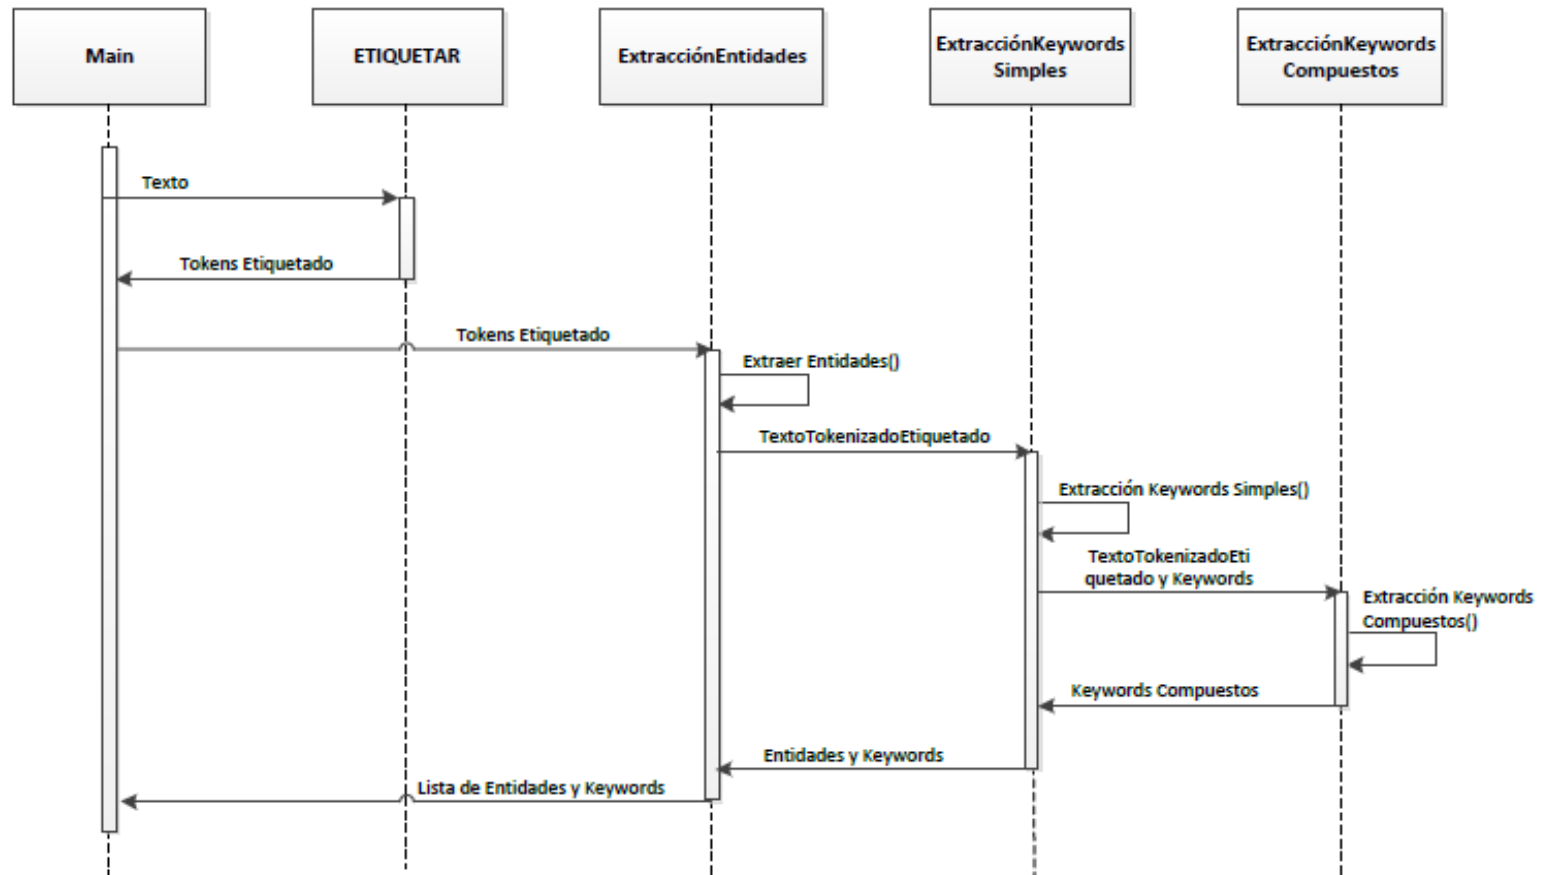 Main
ETIQUETAR
ExtracciónEntidades
ExtracciónKeywords
Simples
ExtracciónKeywords
Compuestos
Texto
Tokens Etiquetado
Tokens Etiquetado
Extraer Entidades()
TextoTokenizadoEtiquetado
Extracción Keywords Simples()
TextoTokenizadoEti
quetado y Keywords
Extracción Keywords
Compuestos()
Keywords Compuestos
Entidades y Keywords
Lista de Entidades y Keywords